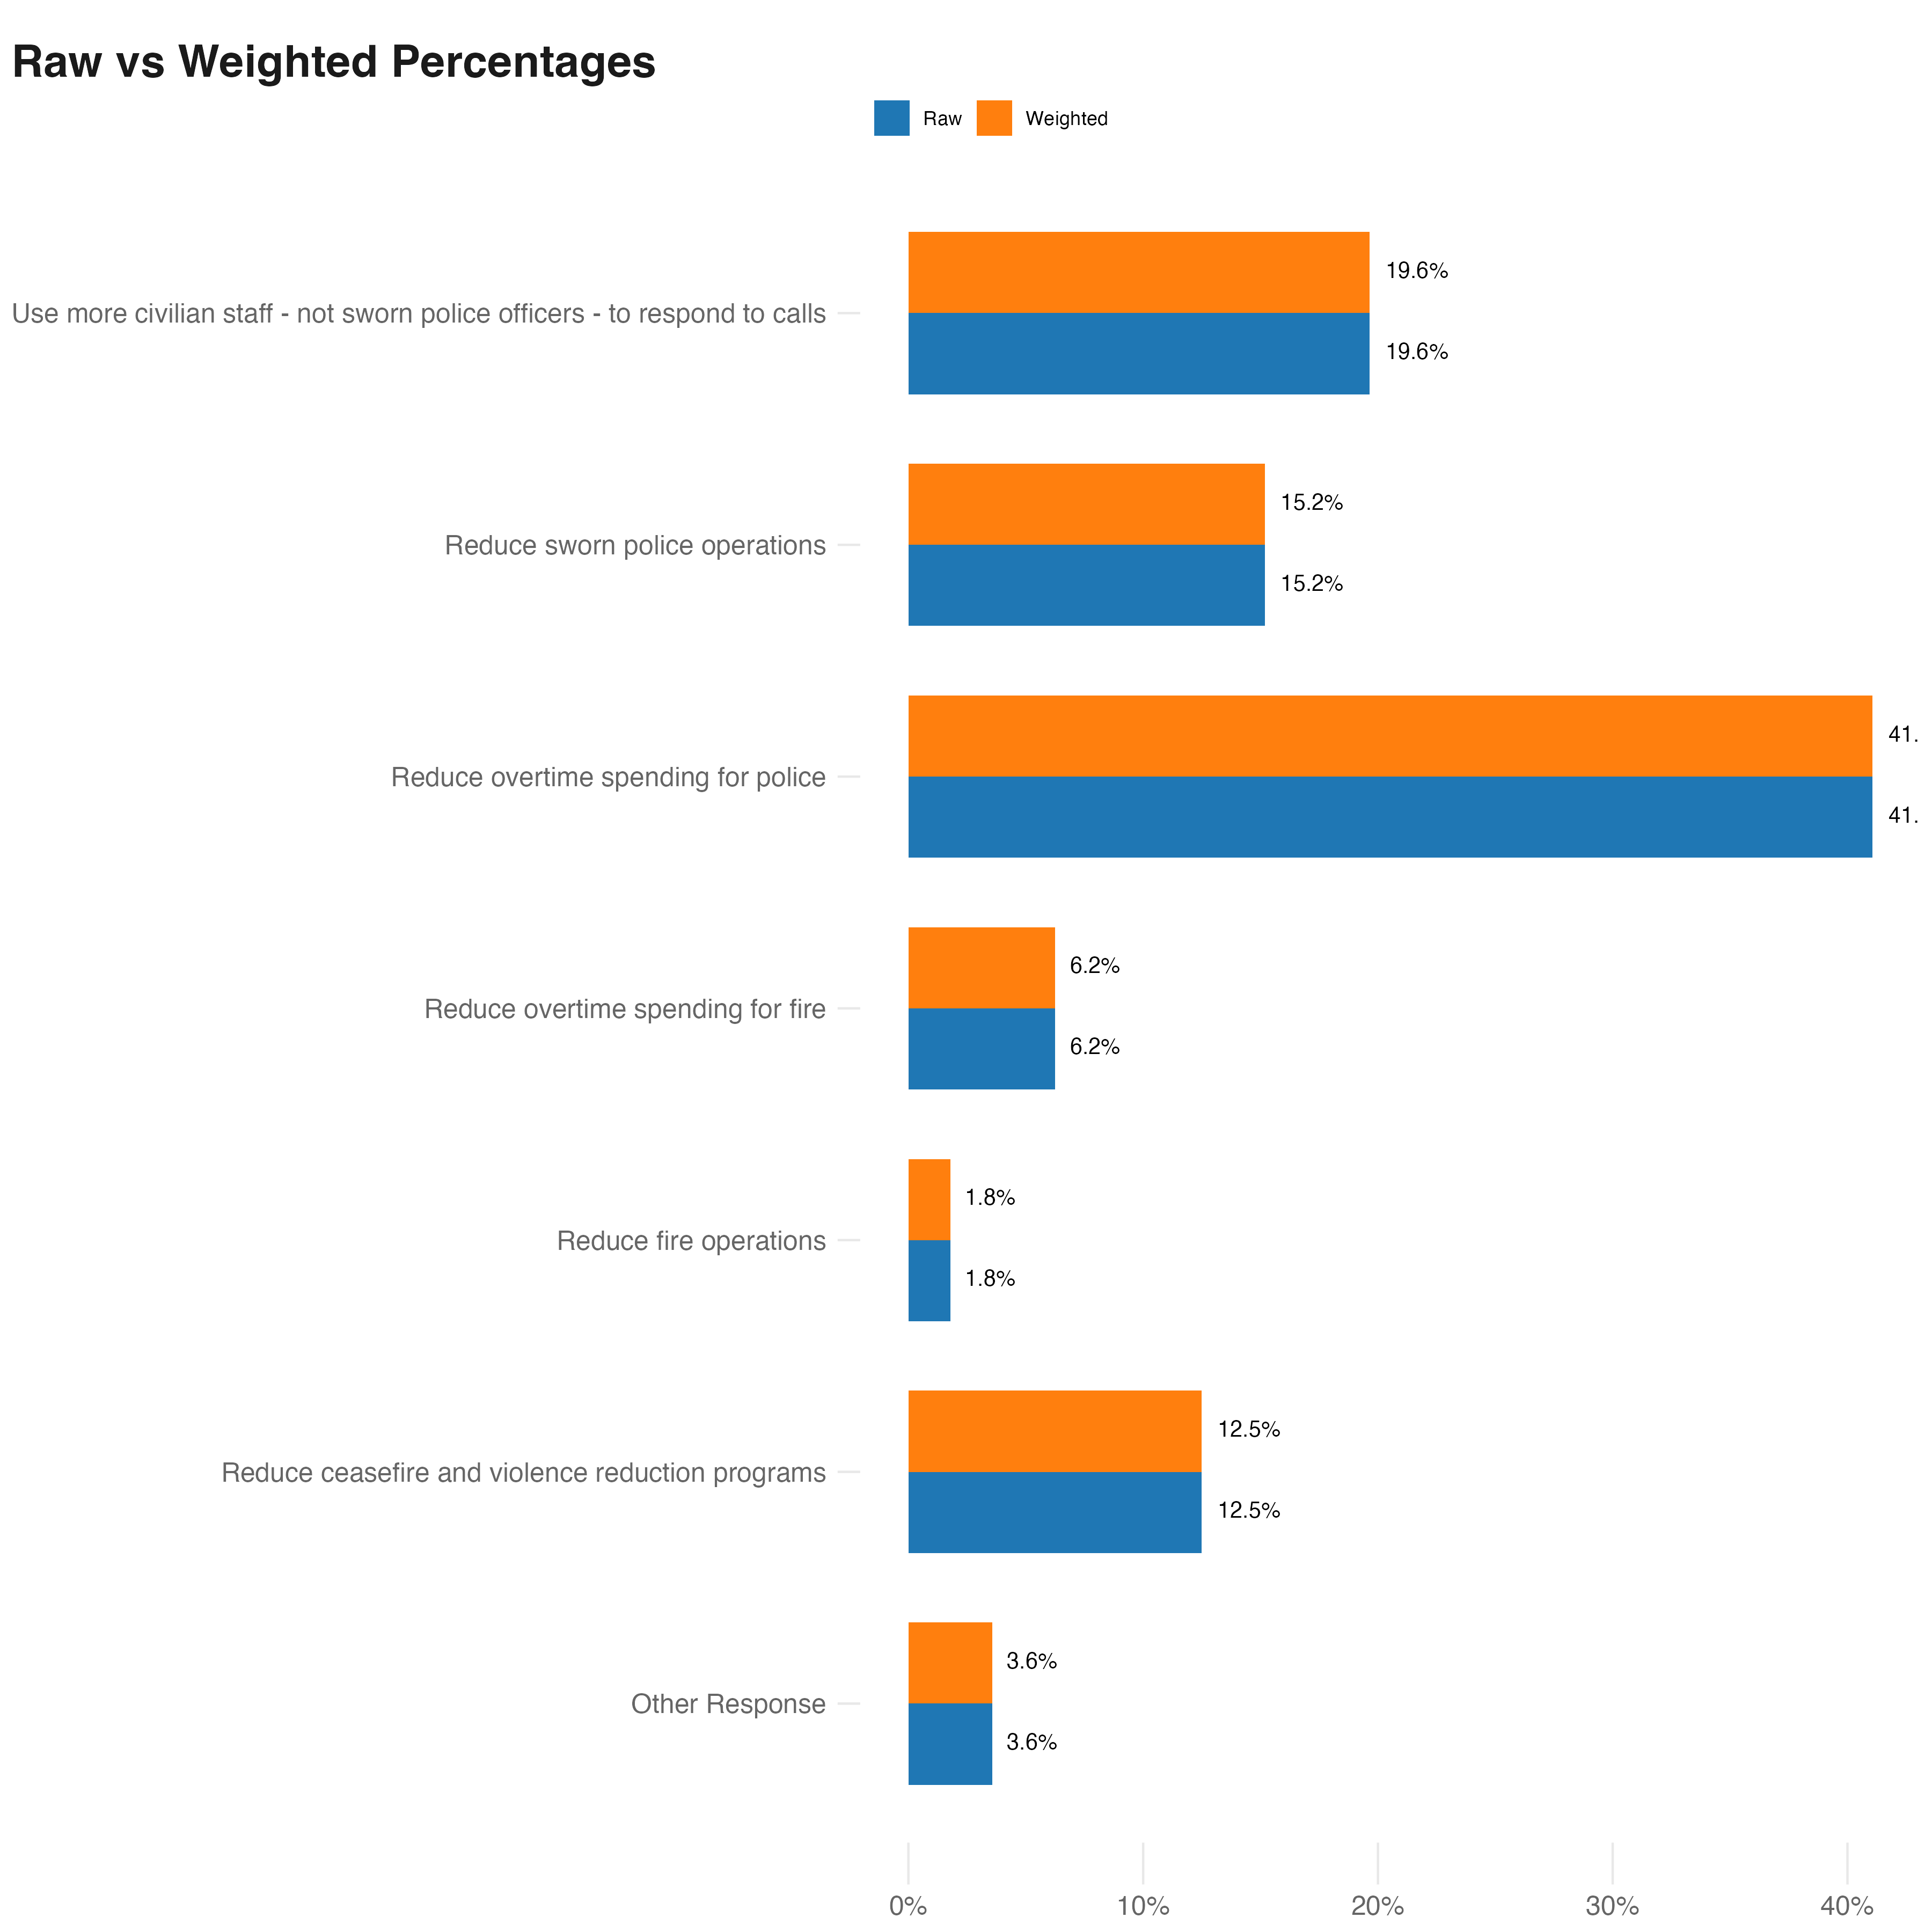 Raw vs Weighted Percentages
Raw Weighted
Use more civilian staff - not sworn police officers - to respond to calls
19.6%
19.6%
Reduce sworn police operations
15.2%
15.2%
Reduce overtime spending for police
41.
41.
Reduce overtime spending for fire
6.2%
6.2%
Reduce fire operations
1.8%
1.8%
Reduce ceasefire and violence reduction programs
12.5%
12.5%
Other Response
3.6%
3.6%
0% 10% 20% 30% 40%